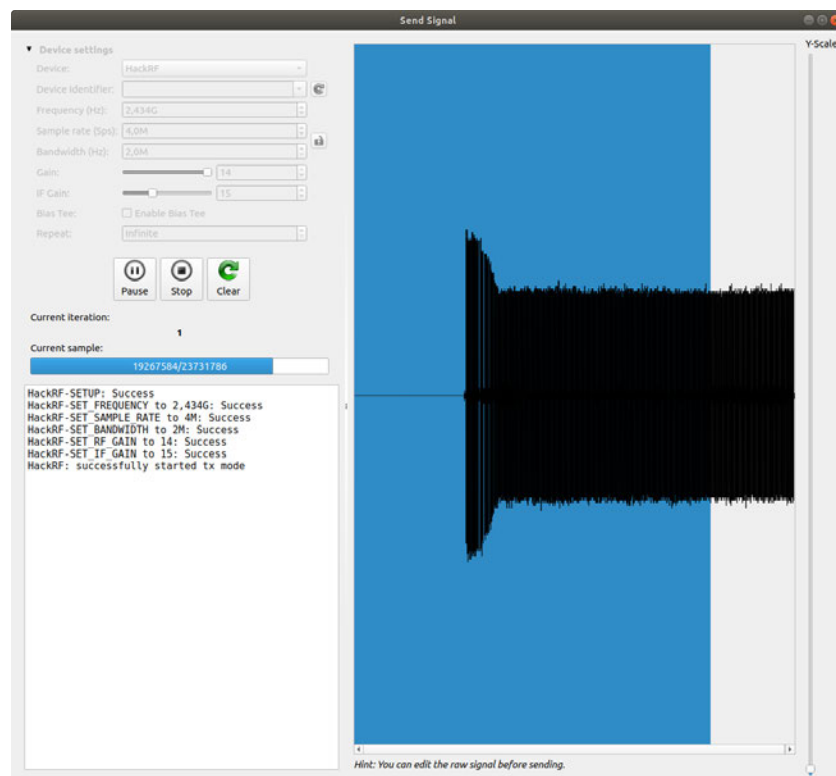 Send Signal
Device settings
Device: HackRF
Device Identifier:
Frequency (Hz): 2,434G
Sample rate (Sps): 4,0M
Bandwidth (Hz): 2,0M
Gain: 14
IF Gain: 15
Bias Tee: Enable Bias Tee
Repeat: Infinite
Pause Stop Clear
Current iteration:
1
Current sample:
19267584/23731786
HackRF-SETUP: Success
HackRF-SET_FREQUENCY to 2,434G: Success
HackRF-SET_SAMPLE_RATE to 4M: Success
HackRF-SET_BANDWIDTH to 2M: Success
HackRF-SET_RF_GAIN to 14: Success
HackRF-SET_IF_GAIN to 15: Success
HackRF: successfully started tx mode
Y-Scale
Hint: You can edit the raw signal before sending.